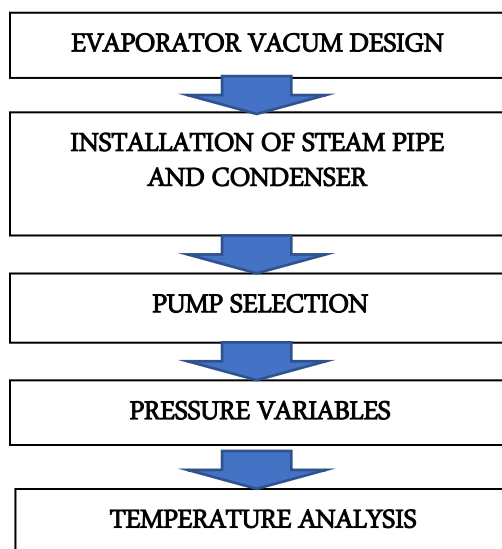 EVAPORATOR VACUM DESIGN
INSTALLATION OF STEAM PIPE
AND CONDENSER
PUMP SELECTION
PRESSURE VARIABLES
TEMPERATURE ANALYSIS